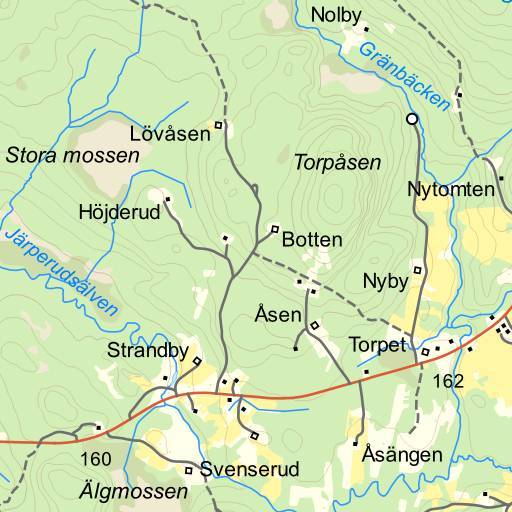 Nolby
Gränbäcken
Lövåsen
Stora mossen
Torpåsen
Nytomten
Höjderud
Botten
Järperudsälven
Nyby
Åsen
Strandby
Torpet
162
160
Svenserud
Åsängen
Älgmossen